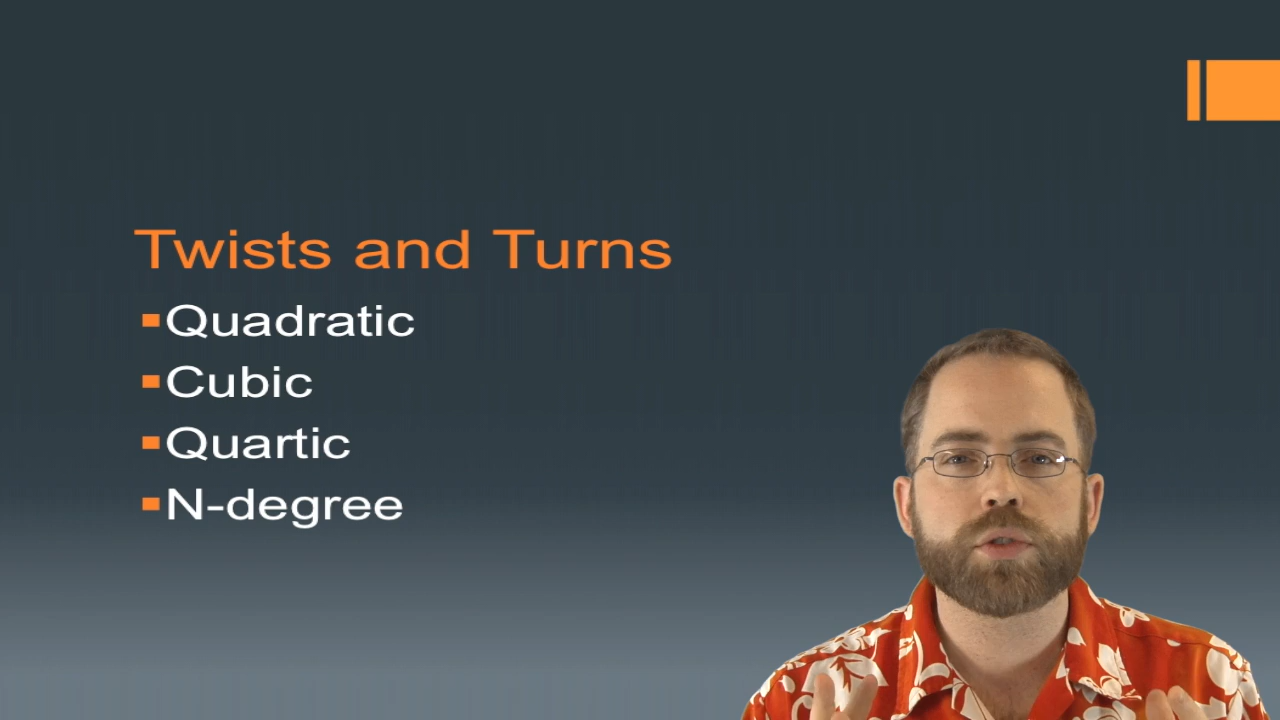 Twists and Turns
Quadratic
Cubic
Quartic
N-degree